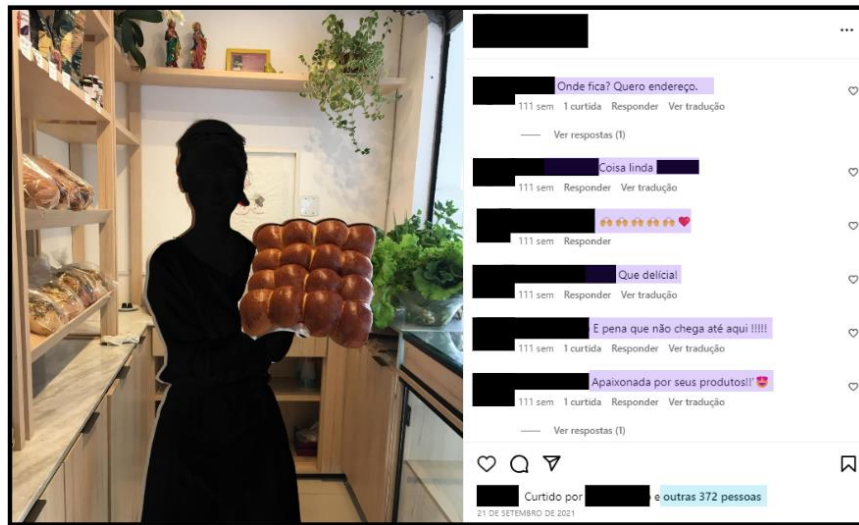 Onde fica? Quero endereço.
111 sem 1 curtida Responder Ver tradução
Ver respostas (1)
Coisa linda
111 sem Responder Ver tradução
🙌🙌🙌🙌🙌❤️
111 sem Responder
Que delícia!
111 sem Responder Ver tradução
E pena que não chega até aqui !!!!!
111 sem 1 curtida Responder Ver tradução
Apaixonada por seus produtos!!' 😍
111 sem 1 curtida Responder Ver tradução
Ver respostas (1)
Curtido por e outras 372 pessoas
21 DE SETEMBRO DE 2021